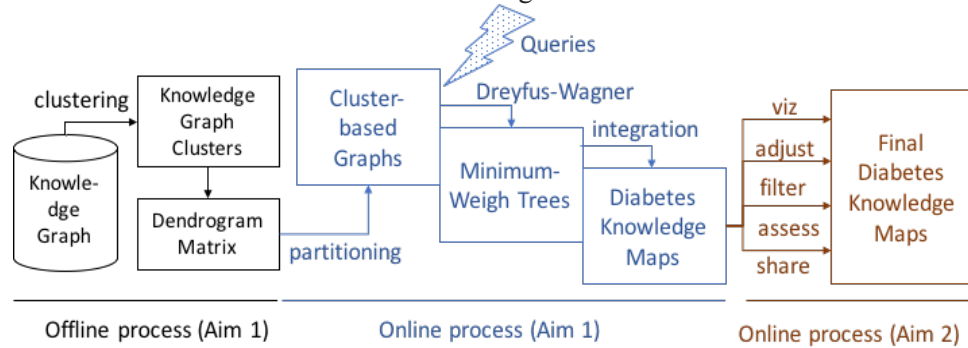 Queries
clustering
Knowledge
Graph
Clusters
Knowle-
dge
Graph
Dendrogram
Matrix
partitioning
Cluster-
based
Graphs
Dreyfus-Wagner
Minimum-
Weigh Trees
integration
Diabetes
Knowledge
Maps
viz
adjust
filter
assess
share
Final
Diabetes
Knowledge
Maps
Offline process (Aim 1)
Online process (Aim 1)
Online process (Aim 2)